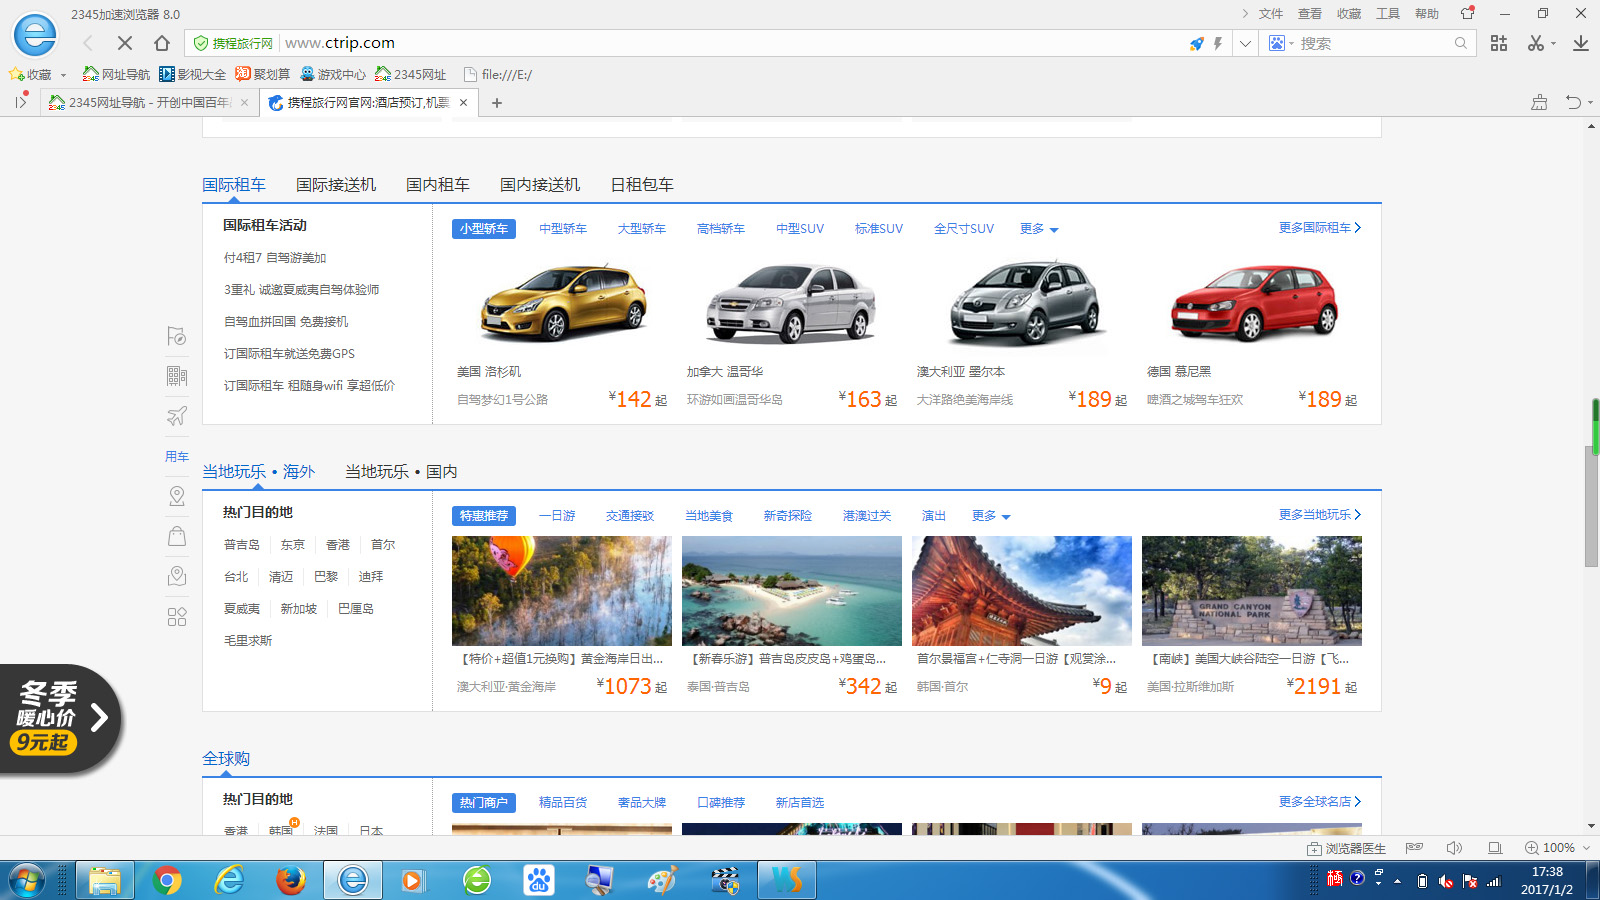 2345加速浏览器 8.0
文件 查看 收藏 工具 帮助
携程旅行网 www.ctrip.com 搜索
收藏 网址导航 影视大全 聚划算 游戏中心 2345网址 file:///E:/
2345网址导航 - 开创中国百年 携程旅行网官网:酒店预订,机票
国际租车 国际接送机 国内租车 国内接送机 日租包车
国际租车活动
付4租7 自驾游美加
3重礼 诚邀夏威夷自驾体验师
自驾血拼回国 免费接机
订国际租车就送免费GPS
订国际租车 租随身wifi 享超低价
小型轿车 中型轿车 大型轿车 高档轿车 中型SUV 标准SUV 全尺寸SUV 更多 更多国际租车
美国 洛杉矶
自驾梦幻1号公路 ¥142起
加拿大 温哥华
环游如画温哥华岛 ¥163起
澳大利亚 墨尔本
大洋路绝美海岸线 ¥189起
德国 慕尼黑
啤酒之城驾车狂欢 ¥189起
用车
当地玩乐 • 海外 当地玩乐 • 国内
热门目的地
普吉岛 东京 香港 首尔
台北 清迈 巴黎 迪拜
夏威夷 新加坡 巴厘岛
毛里求斯
特惠推荐 一日游 交通接驳 当地美食 新奇探险 港澳过关 演出 更多 更多当地玩乐
GRAND CANYON
NATIONAL PARK
【特价+超值1元换购】黄金海岸日出...
澳大利亚·黄金海岸 ¥1073起
【新春乐游】普吉岛皮皮岛+鸡蛋岛...
泰国·普吉岛 ¥342起
首尔景福宫+仁寺洞一日游【观赏涂...
韩国·首尔 ¥9起
【南峡】美国大峡谷陆空一日游【飞...
美国·拉斯维加斯 ¥2191起
冬季
暖心价
9元起
全球购
热门目的地
香港 韩国 H 法国 日本
热门商户 精品百货 奢品大牌 口碑推荐 新店首选 更多全球名店
浏览器医生 100%
17:38
2017/1/2